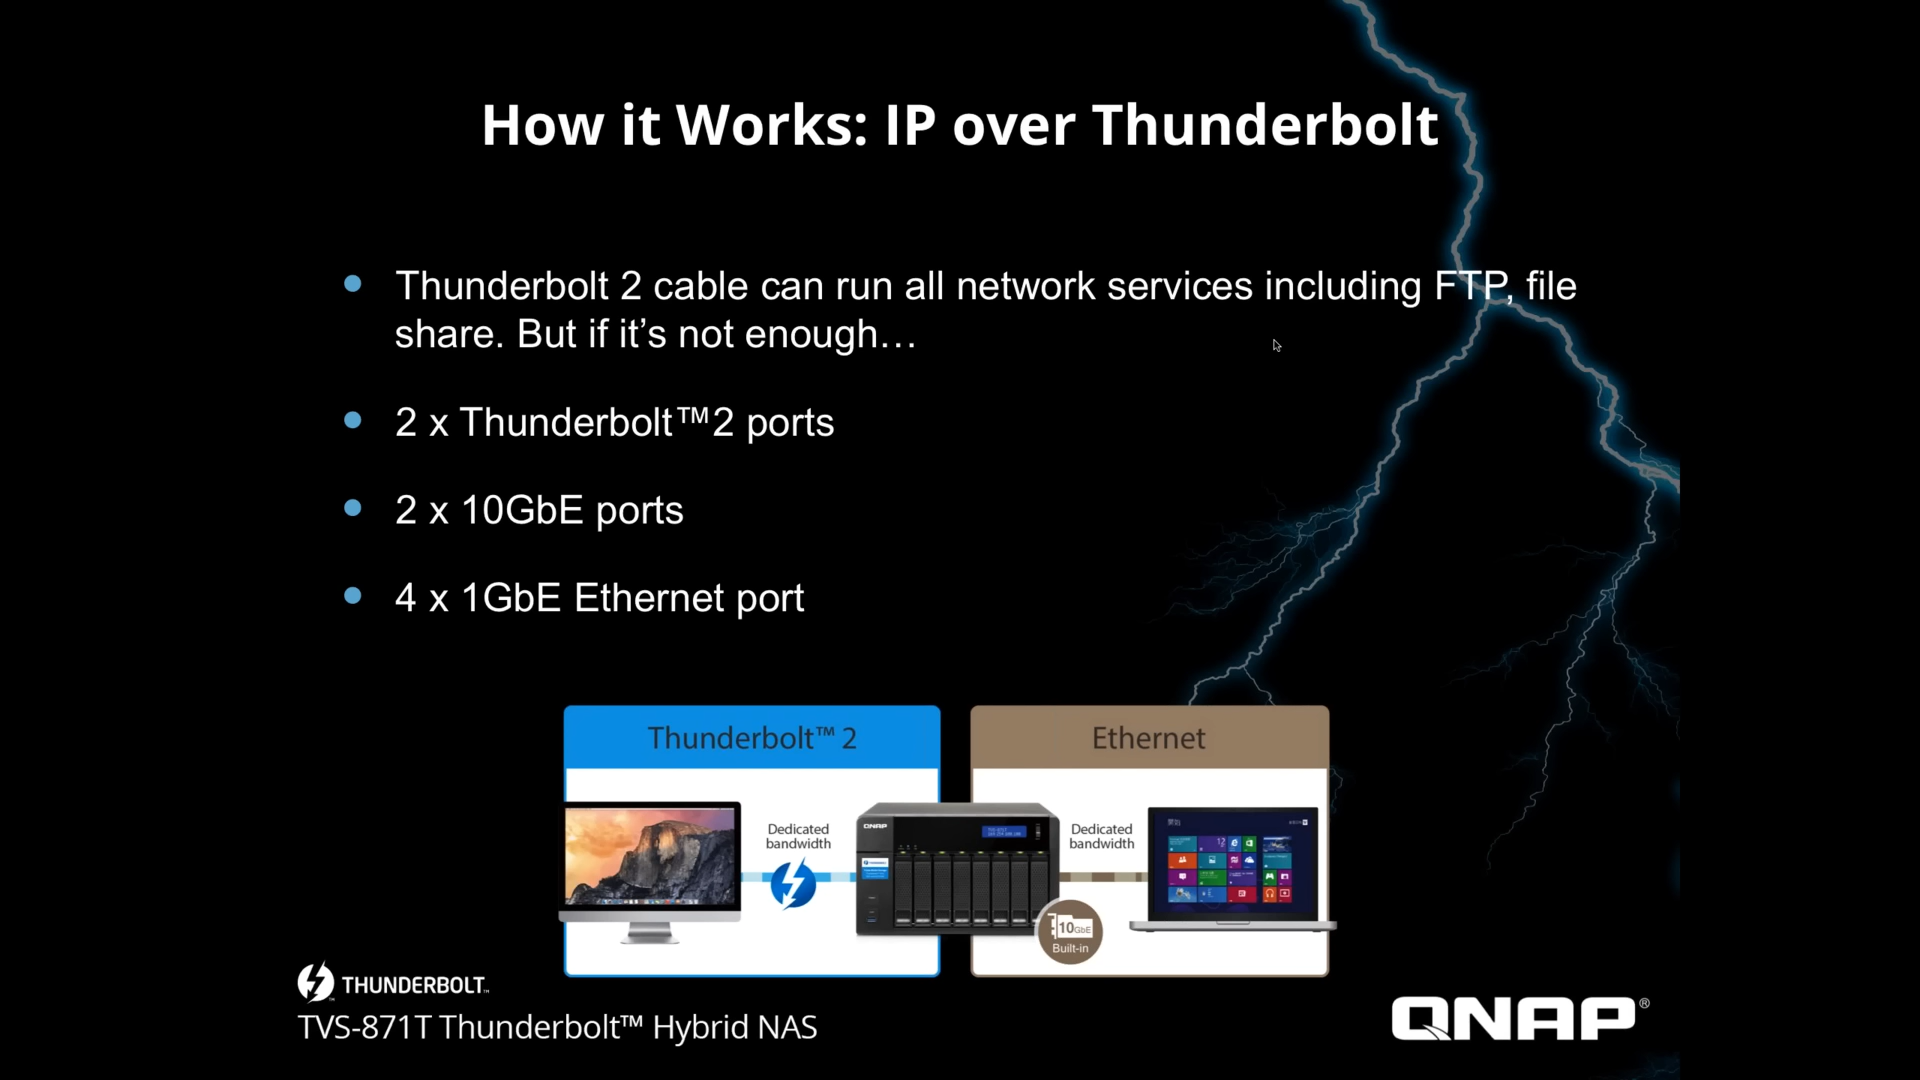 How it Works: IP over Thunderbolt
Thunderbolt 2 cable can run all network services including FTP, file
share. But if it’s not enough…
2 x Thunderbolt™2 ports
2 x 10GbE ports
4 x 1GbE Ethernet port
Thunderbolt™ 2
Ethernet
Dedicated
bandwidth
QNAP
Dedicated
bandwidth
10GbE
Built-in
THUNDERBOLT™
TVS-871T Thunderbolt™ Hybrid NAS
QNAP®